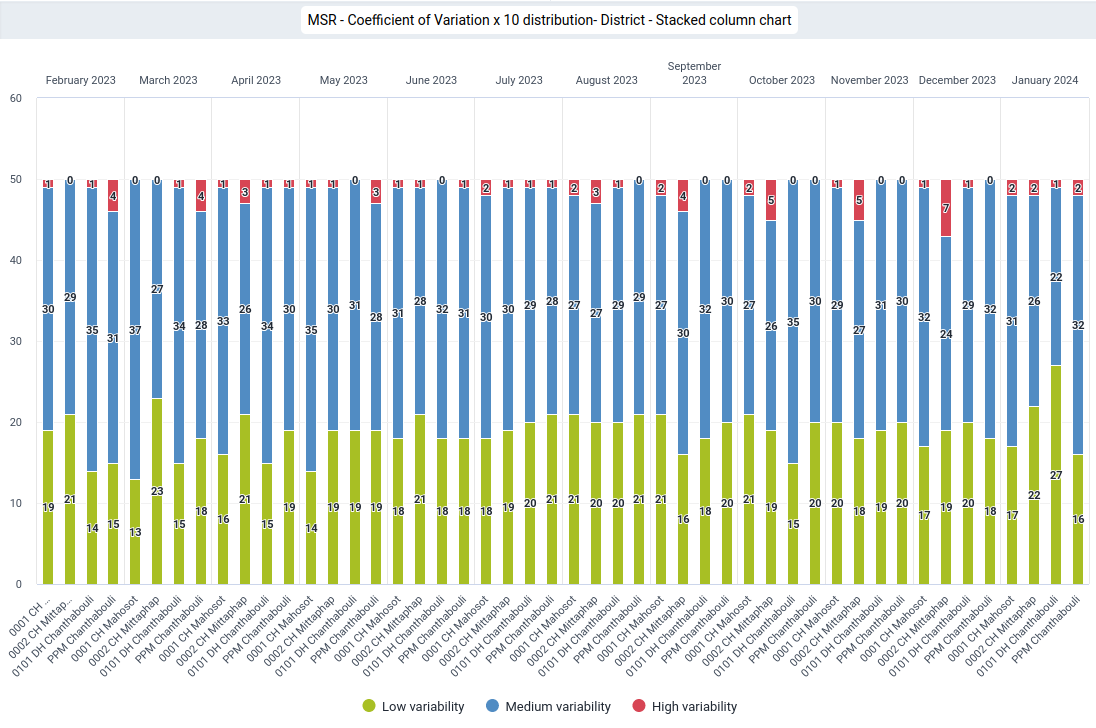 MSR - Coefficient of Variation x 10 distribution- District - Stacked column chart
February 2023 March 2023 April 2023 May 2023 June 2023 July 2023 August 2023 September
2023 October 2023 November 2023 December 2023 January 2024
60
50
40
30
20
10
0
1 0 1 4 0 0 1 4 1 3 1 1 1 1 0 3 1 1 0 1 2 1 1 1 2 3 1 0 2 4 0 0 2 5 0 0 1 5 0 0 1 7 1 0 2 2 1 2
30 29 35 31 37 27 34 28 33 26 34 30 35 30 31 28 31 28 32 31 30 30 29 28 27 27 29 29 27 30 32 30 27 26 35 30 29 27 31 30 32 24 29 32 31 26 22 32
19 21 14 15 13 23 15 18 16 21 15 19 14 19 19 19 18 21 18 18 18 19 20 21 21 20 20 21 21 16 18 20 21 19 15 20 20 18 19 20 17 19 20 18 17 22 27 16
0001 CH ...
0002 CH Mittap...
0101 DH Chanthabouli
PPM Chanthabouli
0001 CH Mahosot
0002 CH Mittaphap
0101 DH Chanthabouli
PPM Chanthabouli
0001 CH Mahosot
0002 CH Mittaphap
0101 DH Chanthabouli
PPM Chanthabouli
0001 CH Mahosot
0002 CH Mittaphap
0101 DH Chanthabouli
PPM Chanthabouli
0001 CH Mahosot
0002 CH Mittaphap
0101 DH Chanthabouli
PPM Chanthabouli
0001 CH Mahosot
0002 CH Mittaphap
0101 DH Chanthabouli
PPM Chanthabouli
0001 CH Mahosot
0002 CH Mittaphap
0101 DH Chanthabouli
PPM Chanthabouli
0001 CH Mahosot
0002 CH Mittaphap
0101 DH Chanthabouli
PPM Chanthabouli
0001 CH Mahosot
0002 CH Mittaphap
0101 DH Chanthabouli
PPM Chanthabouli
0001 CH Mahosot
0002 CH Mittaphap
0101 DH Chanthabouli
PPM Chanthabouli
0001 CH Mahosot
0002 CH Mittaphap
0101 DH Chanthabouli
PPM Chanthabouli
0001 CH Mahosot
0002 CH Mittaphap
0101 DH Chanthabouli
PPM Chanthabouli
Low variability Medium variability High variability